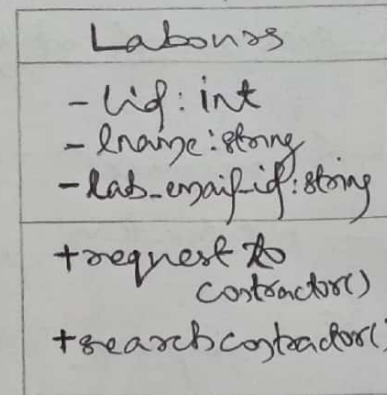 Labours
- lid: int
- lname: string
- lab_email_id: string
+ request to
contractor()
+ search contractor()